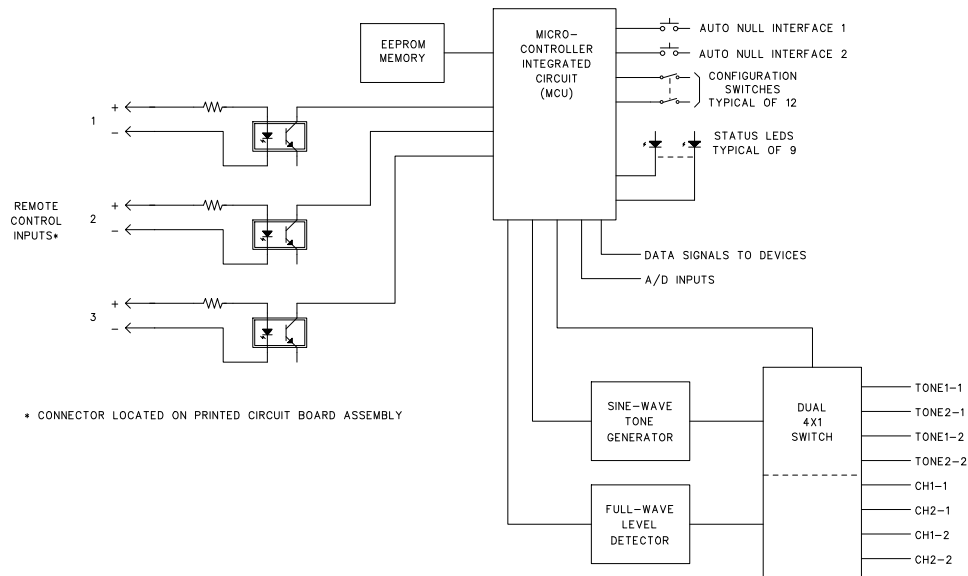 EEPROM
MEMORY
MICRO-
CONTROLLER
INTEGRATED
CIRCUIT
(MCU)
AUTO NULL INTERFACE 1
AUTO NULL INTERFACE 2
CONFIGURATION
SWITCHES
TYPICAL OF 12
STATUS LEDS
TYPICAL OF 9
1
+
-
REMOTE
CONTROL
INPUTS*
2
+
-
3
+
-
DATA SIGNALS TO DEVICES
A/D INPUTS
* CONNECTOR LOCATED ON PRINTED CIRCUIT BOARD ASSEMBLY
SINE-WAVE
TONE
GENERATOR
FULL-WAVE
LEVEL
DETECTOR
DUAL
4X1
SWITCH
TONE1-1
TONE2-1
TONE1-2
TONE2-2
CH1-1
CH2-1
CH1-2
CH2-2